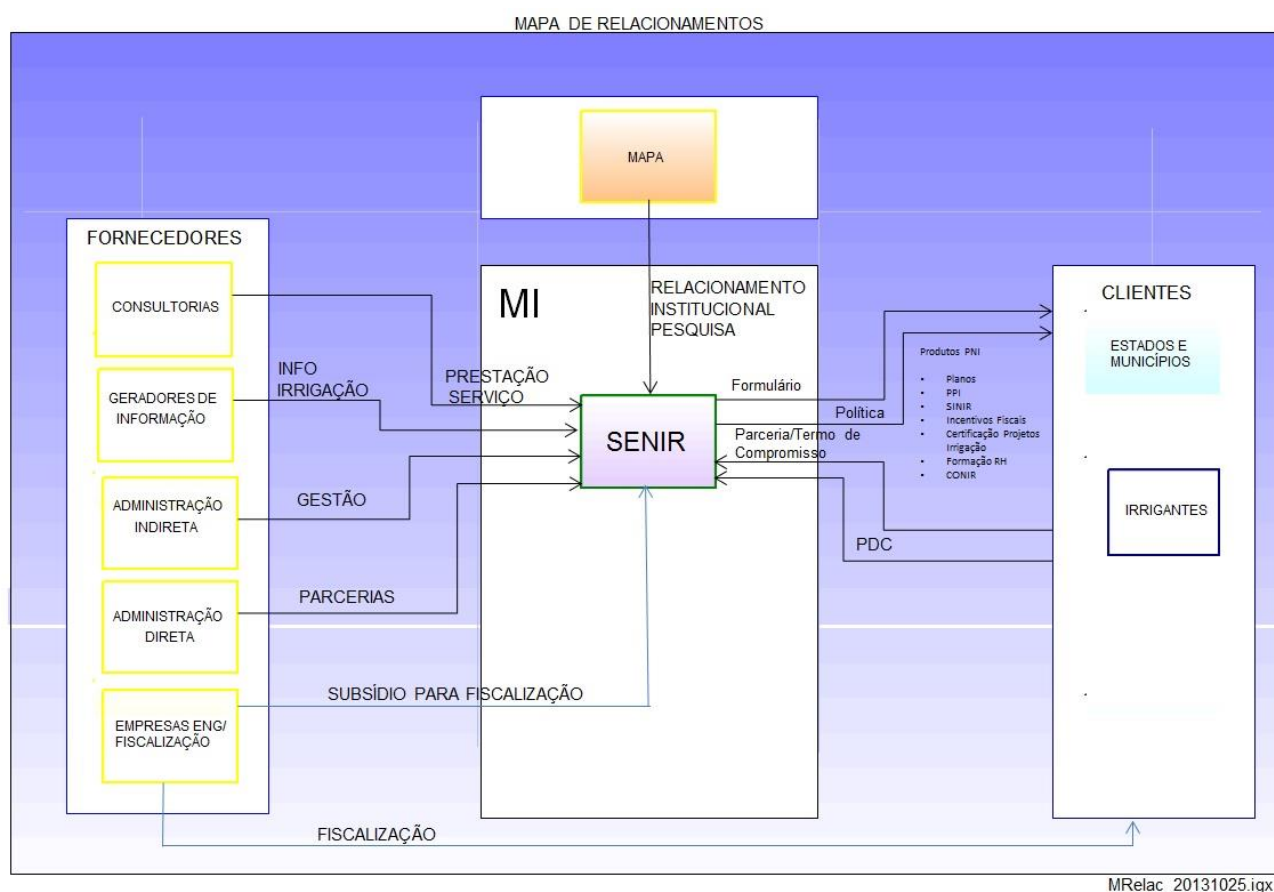 MAPA DE RELACIONAMENTOS
MAPA
FORNECEDORES
CONSULTORIAS
GERADORES DE
INFORMAÇÃO
ADMINISTRAÇÃO
INDIRETA
ADMINISTRAÇÃO
DIRETA
EMPRESAS ENG/
FISCALIZAÇÃO
INFO
IRRIGAÇÃO
PRESTAÇÃO
SERVIÇO
GESTÃO
PARCERIAS
SUBSÍDIO PARA FISCALIZAÇÃO
FISCALIZAÇÃO
MI
RELACIONAMENTO
INSTITUCIONAL
PESQUISA
SENIR
Formulário
Política
Parceria/Termo de
Compromisso
PDC
Produtos PNI
• Planos
• PPI
• SINIR
• Incentivos Fiscais
• Certificação Projetos
Irrigação
• Formação RH
• CONIR
CLIENTES
ESTADOS E
MUNICÍPIOS
IRRIGANTES
MRelac_20131025.igx